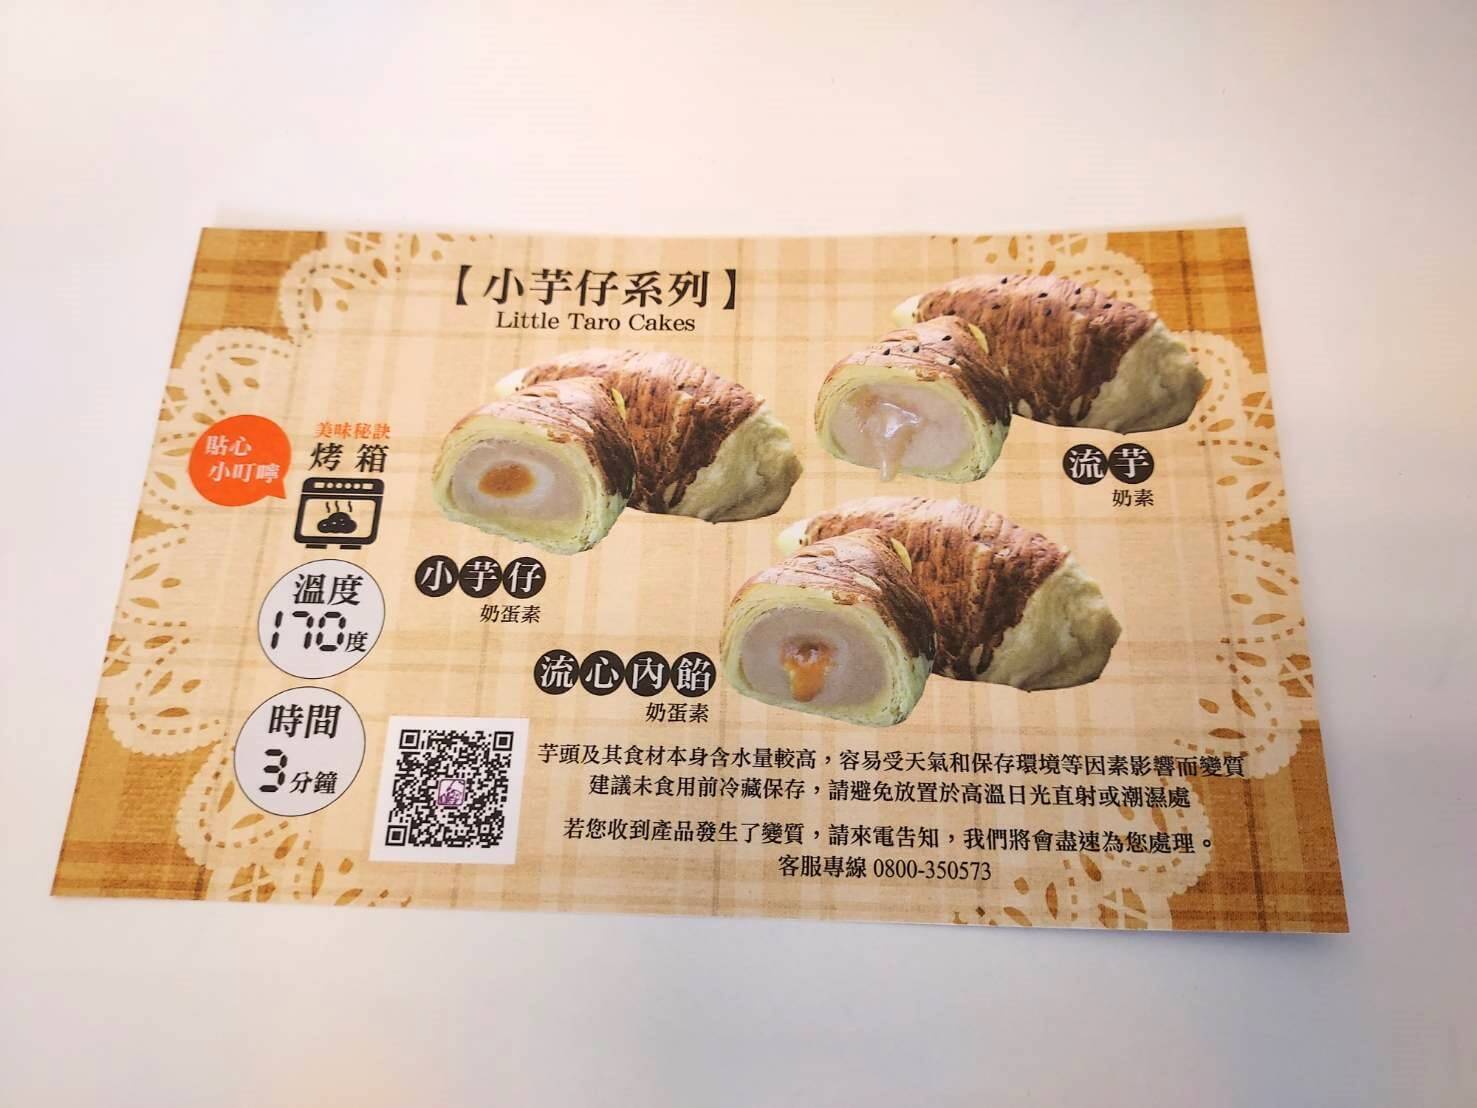 【小芋仔系列】
Little Taro Cakes
貼心
小叮嚀
美味秘訣
烤箱
溫度
170度
時間
3分鐘
小芋仔
奶蛋素
流芋
奶素
流心內餡
奶蛋素
芋頭及其食材本身含水量較高，容易受天氣和保存環境等因素影響而變質
建議未食用前冷藏保存，請避免放置於高溫日光直射或潮濕處
若您收到產品發生了變質，請來電告知，我們將會盡速為您處理。
客服專線 0800-350573